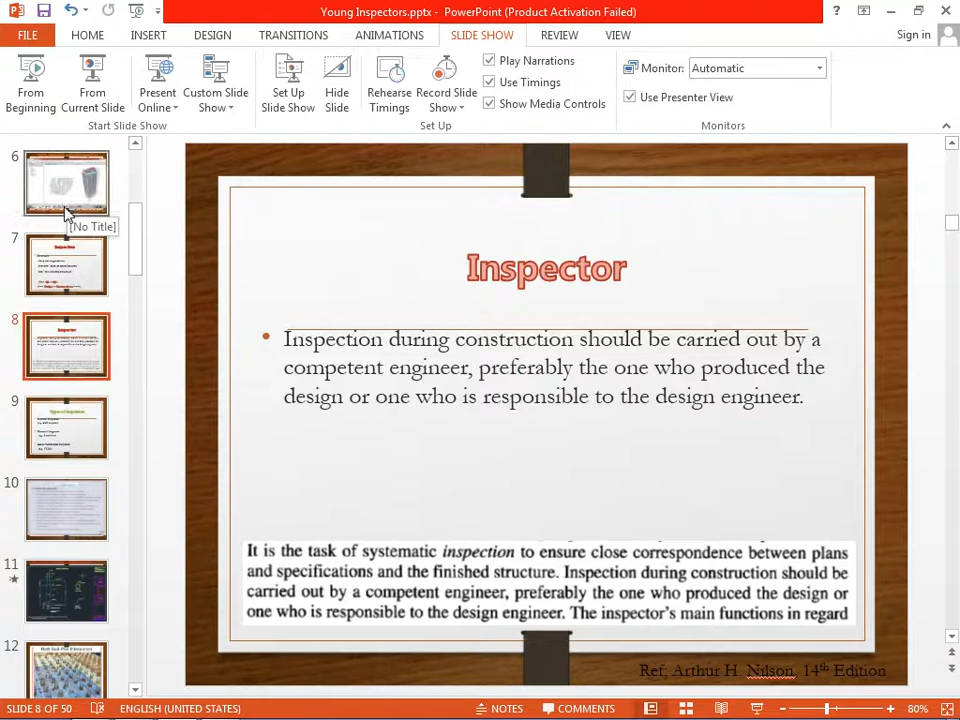 Young Inspectors.pptx - PowerPoint (Product Activation Failed)
FILE
HOME
INSERT
DESIGN
TRANSITIONS
ANIMATIONS
SLIDE SHOW
REVIEW
VIEW
Sign in
From Beginning
From Current Slide
Present Online
Custom Slide Show
Set Up Slide Show
Hide Slide
Rehearse Timings
Record Slide Show
Play Narrations
Use Timings
Show Media Controls
Monitor: Automatic
Use Presenter View
Start Slide Show
Set Up
Monitors
6
[No Title]
7
8
9
10
11
12
Inspector
Inspection during construction should be carried out by a
competent engineer, preferably the one who produced the
design or one who is responsible to the design engineer.
It is the task of systematic inspection to ensure close correspondence between plans
and specifications and the finished structure. Inspection during construction should be
carried out by a competent engineer, preferably the one who produced the design or
one who is responsible to the design engineer. The inspector's main functions in regard
Ref; Arthur H. Nilson, 14th Edition
SLIDE 8 OF 50
ENGLISH (UNITED STATES)
NOTES
COMMENTS
80%